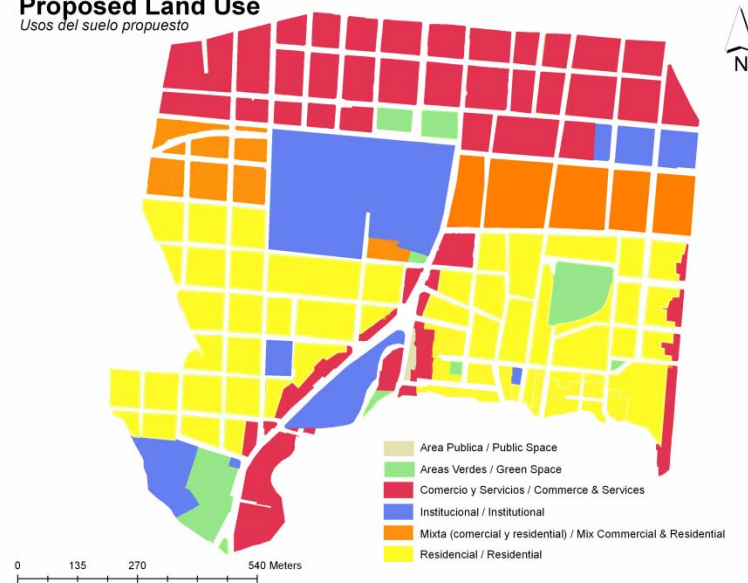 Proposed Land Use
Usos del suelo propuesto
N
Area Publica / Public Space
Areas Verdes / Green Space
Comercio y Servicios / Commerce & Services
Institucional / Institutional
Mixta (comercial y residential) / Mix Commercial & Residential
Residencial / Residential
0 135 270 540 Meters